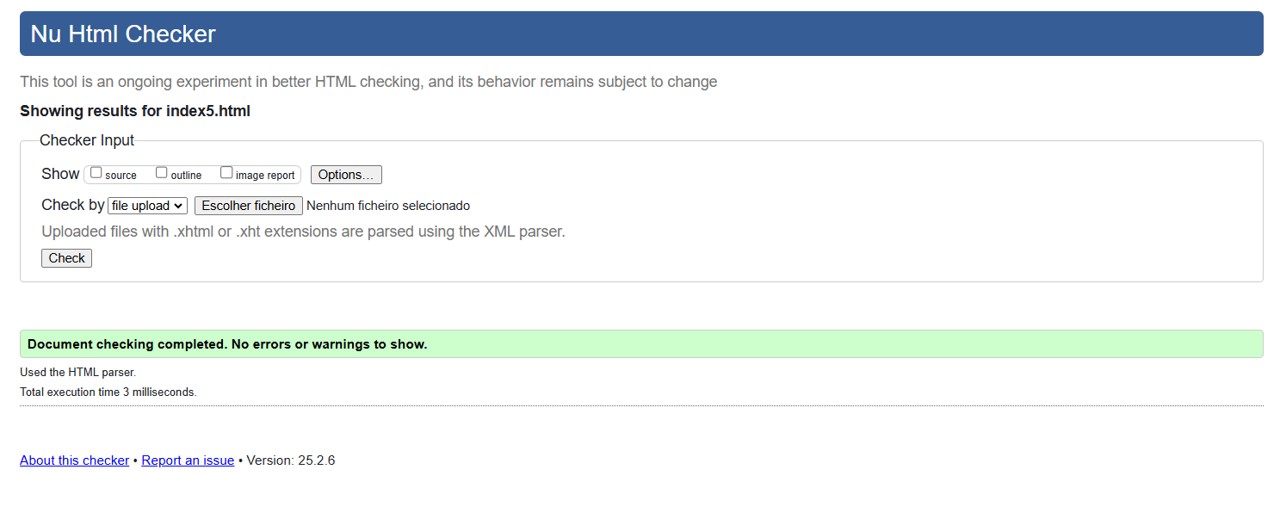 Nu Html Checker
This tool is an ongoing experiment in better HTML checking, and its behavior remains subject to change
Showing results for index5.html
Checker Input
Show source outline image report Options...
Check by file upload Escolher ficheiro Nenhum ficheiro selecionado
Uploaded files with .xhtml or .xht extensions are parsed using the XML parser.
Check
Document checking completed. No errors or warnings to show.
Used the HTML parser.
Total execution time 3 milliseconds.
About this checker • Report an issue • Version: 25.2.6